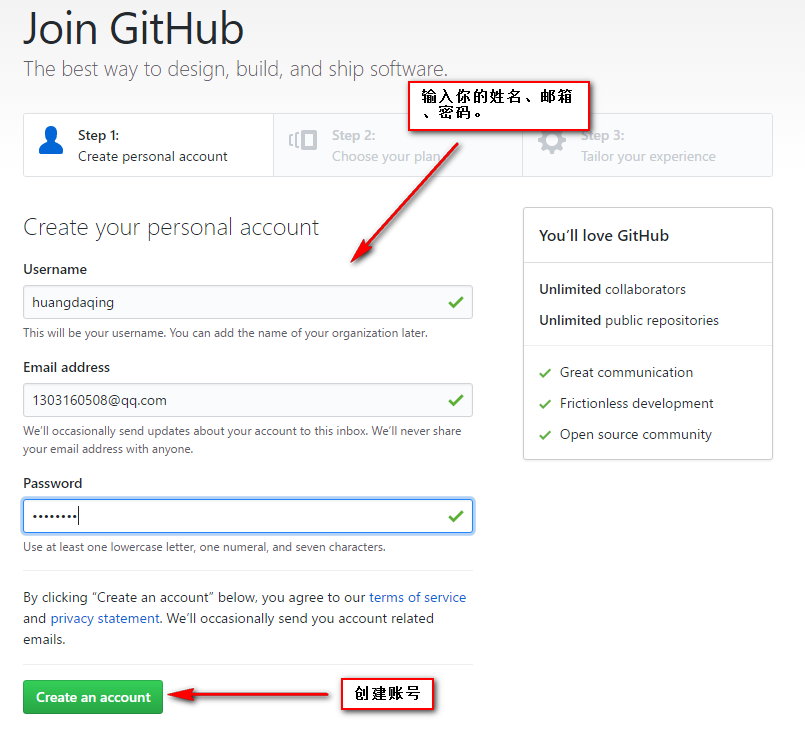 Join GitHub
The best way to design, build, and ship software.
输入你的姓名、邮箱
、密码。
Step 1:
Create personal account
Step 2:
Choose your plan
Step 3:
Tailor your experience
Create your personal account
Username
huangdaqing
This will be your username. You can add the name of your organization later.
Email address
1303160508@qq.com
We’ll occasionally send updates about your account to this inbox. We’ll never share
your email address with anyone.
Password
••••••••
Use at least one lowercase letter, one numeral, and seven characters.
By clicking “Create an account” below, you agree to our terms of service
and privacy statement. We’ll occasionally send you account related
emails.
Create an account
创建账号
You’ll love GitHub
Unlimited collaborators
Unlimited public repositories
Great communication
Frictionless development
Open source community